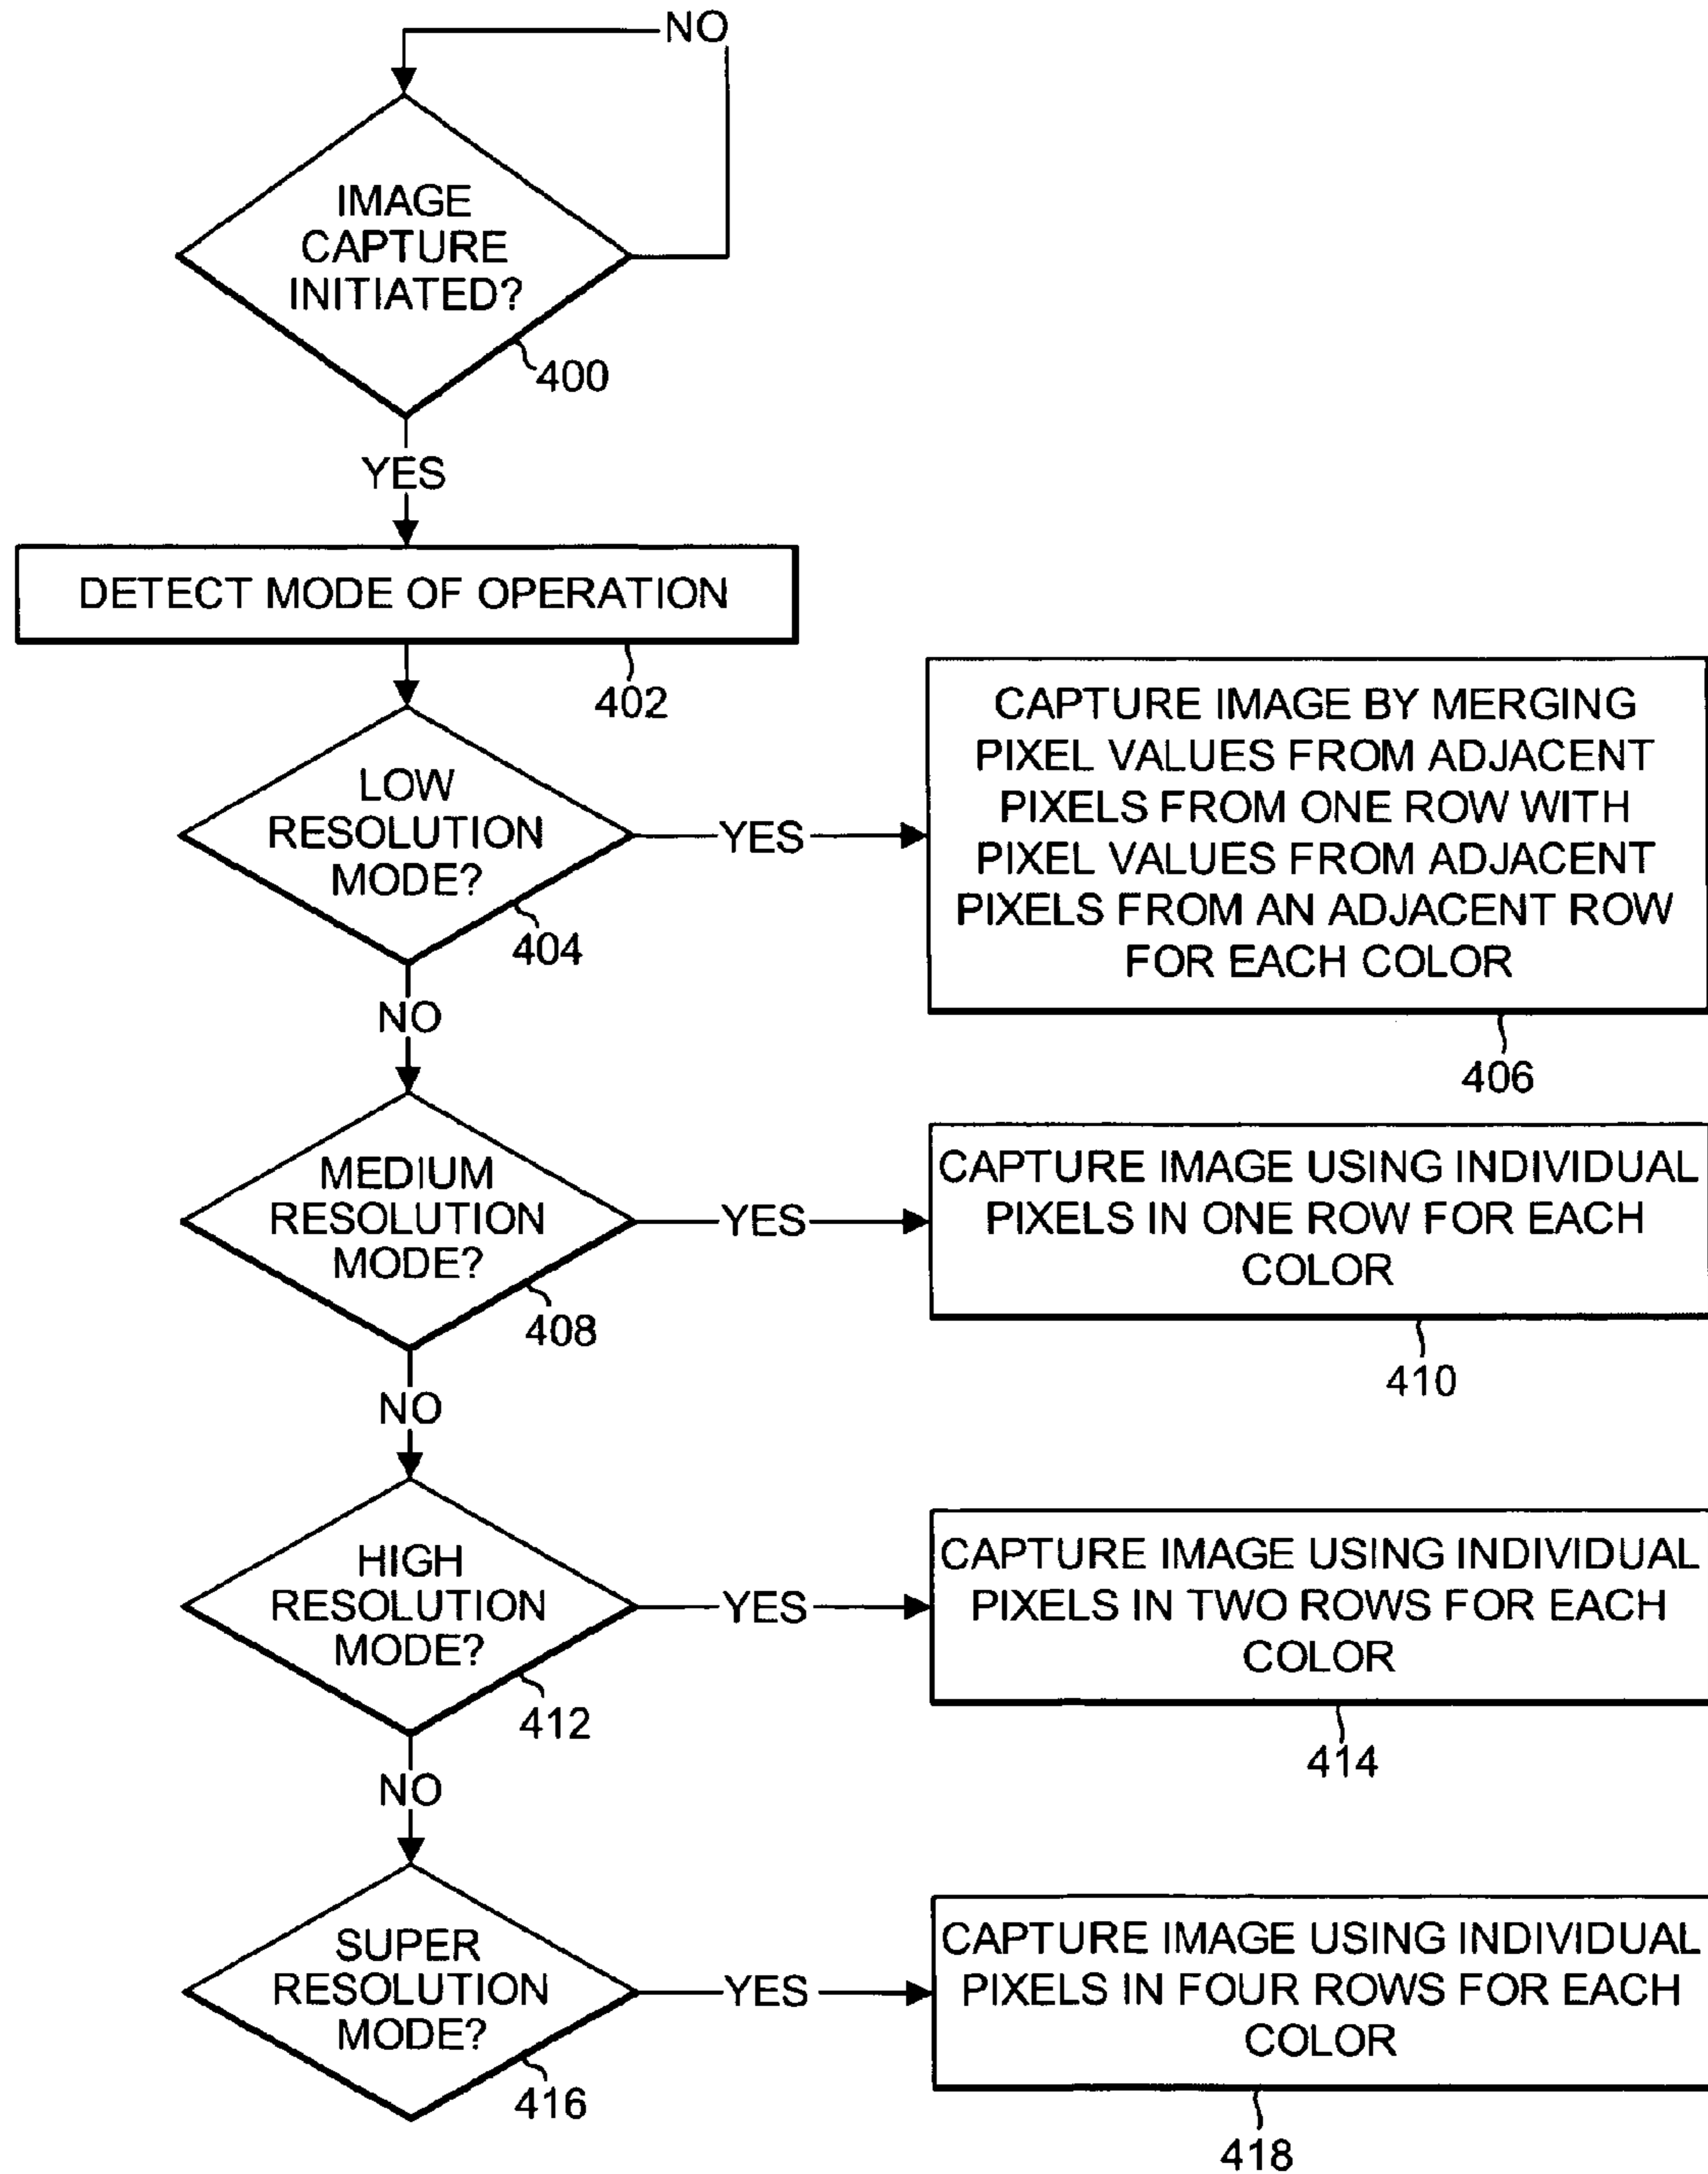 NO
IMAGE
CAPTURE
INITIATED?
400
YES
DETECT MODE OF OPERATION
402
LOW
RESOLUTION
MODE?
404
YES
CAPTURE IMAGE BY MERGING
PIXEL VALUES FROM ADJACENT
PIXELS FROM ONE ROW WITH
PIXEL VALUES FROM ADJACENT
PIXELS FROM AN ADJACENT ROW
FOR EACH COLOR
406
NO
MEDIUM
RESOLUTION
MODE?
408
YES
CAPTURE IMAGE USING INDIVIDUAL
PIXELS IN ONE ROW FOR EACH
COLOR
410
NO
HIGH
RESOLUTION
MODE?
412
YES
CAPTURE IMAGE USING INDIVIDUAL
PIXELS IN TWO ROWS FOR EACH
COLOR
414
NO
SUPER
RESOLUTION
MODE?
416
YES
CAPTURE IMAGE USING INDIVIDUAL
PIXELS IN FOUR ROWS FOR EACH
COLOR
418